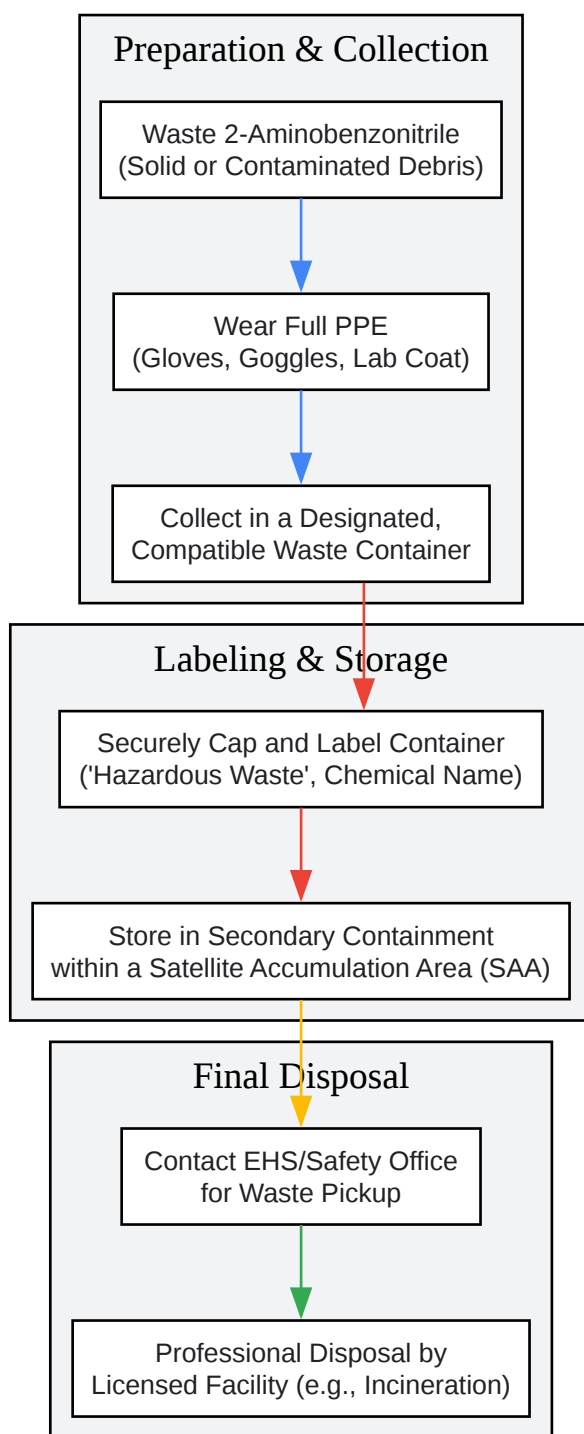 Preparation & Collection
Waste 2-Aminobenzonitrile
(Solid or Contaminated Debris)
Wear Full PPE
(Gloves, Goggles, Lab Coat)
Collect in a Designated,
Compatible Waste Container
Labeling & Storage
Securely Cap and Label Container
('Hazardous Waste', Chemical Name)
Store in Secondary Containment
within a Satellite Accumulation Area (SAA)
Final Disposal
Contact EHS/Safety Office
for Waste Pickup
Professional Disposal by
Licensed Facility (e.g., Incineration)